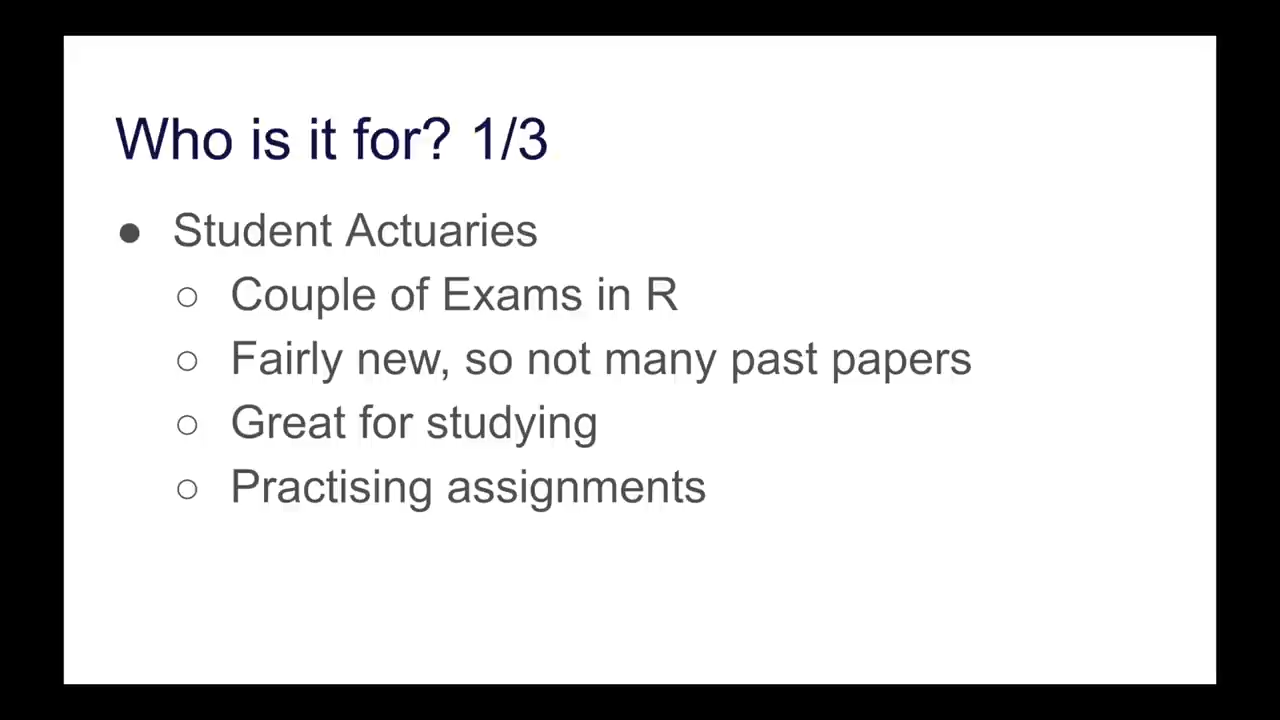 Who is it for? 1/3
● Student Actuaries
○ Couple of Exams in R
○ Fairly new, so not many past papers
○ Great for studying
○ Practising assignments